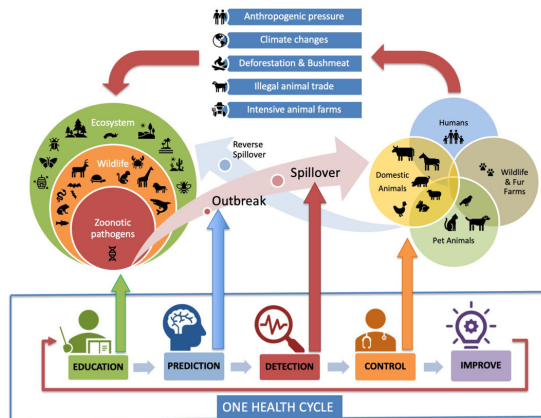 Anthropogenic pressure
Climate changes
Deforestation & Bushmeat
Illegal animal trade
Intensive animal farms
Ecosystem
Wildlife
Zoonotic
pathogens
Reverse
Spillover
Spillover
Outbreak
Humans
Domestic
Animals
Wildlife
& Fur
Farms
Pet Animals
EDUCATION
PREDICTION
DETECTION
CONTROL
IMPROVE
ONE HEALTH CYCLE